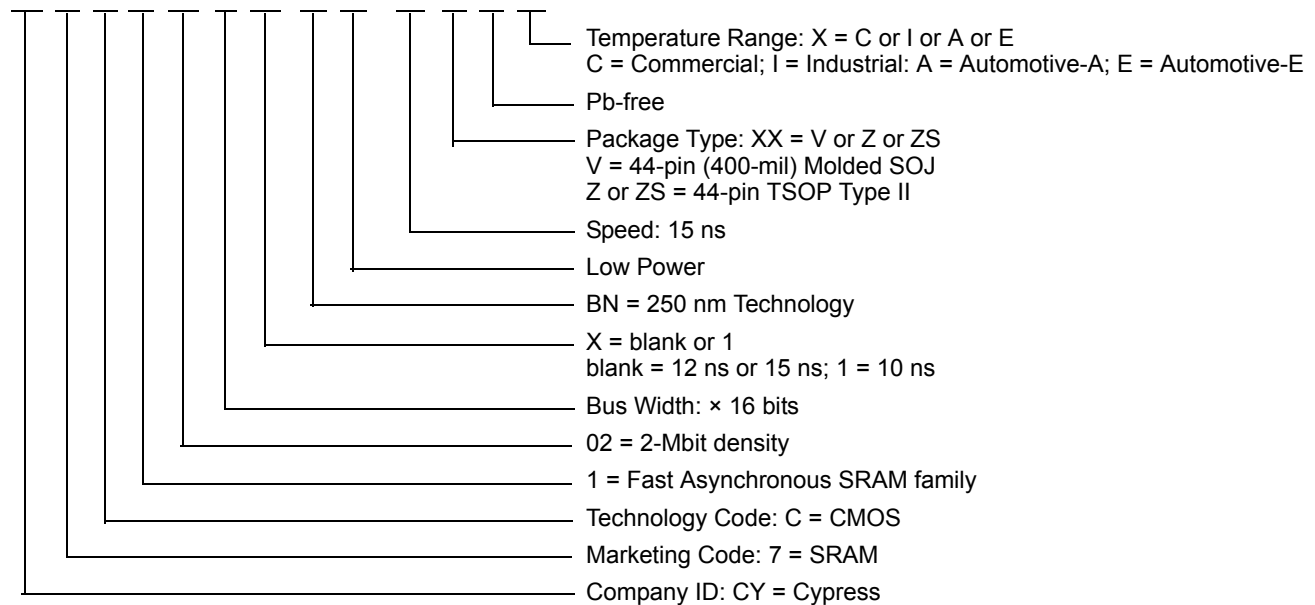 Temperature Range: X = C or I or A or E
C = Commercial; I = Industrial: A = Automotive-A; E = Automotive-E
Pb-free
Package Type: XX = V or Z or ZS
V = 44-pin (400-mil) Molded SOJ
Z or ZS = 44-pin TSOP Type II
Speed: 15 ns
Low Power
BN = 250 nm Technology
X = blank or 1
blank = 12 ns or 15 ns; 1 = 10 ns
Bus Width: × 16 bits
02 = 2-Mbit density
1 = Fast Asynchronous SRAM family
Technology Code: C = CMOS
Marketing Code: 7 = SRAM
Company ID: CY = Cypress